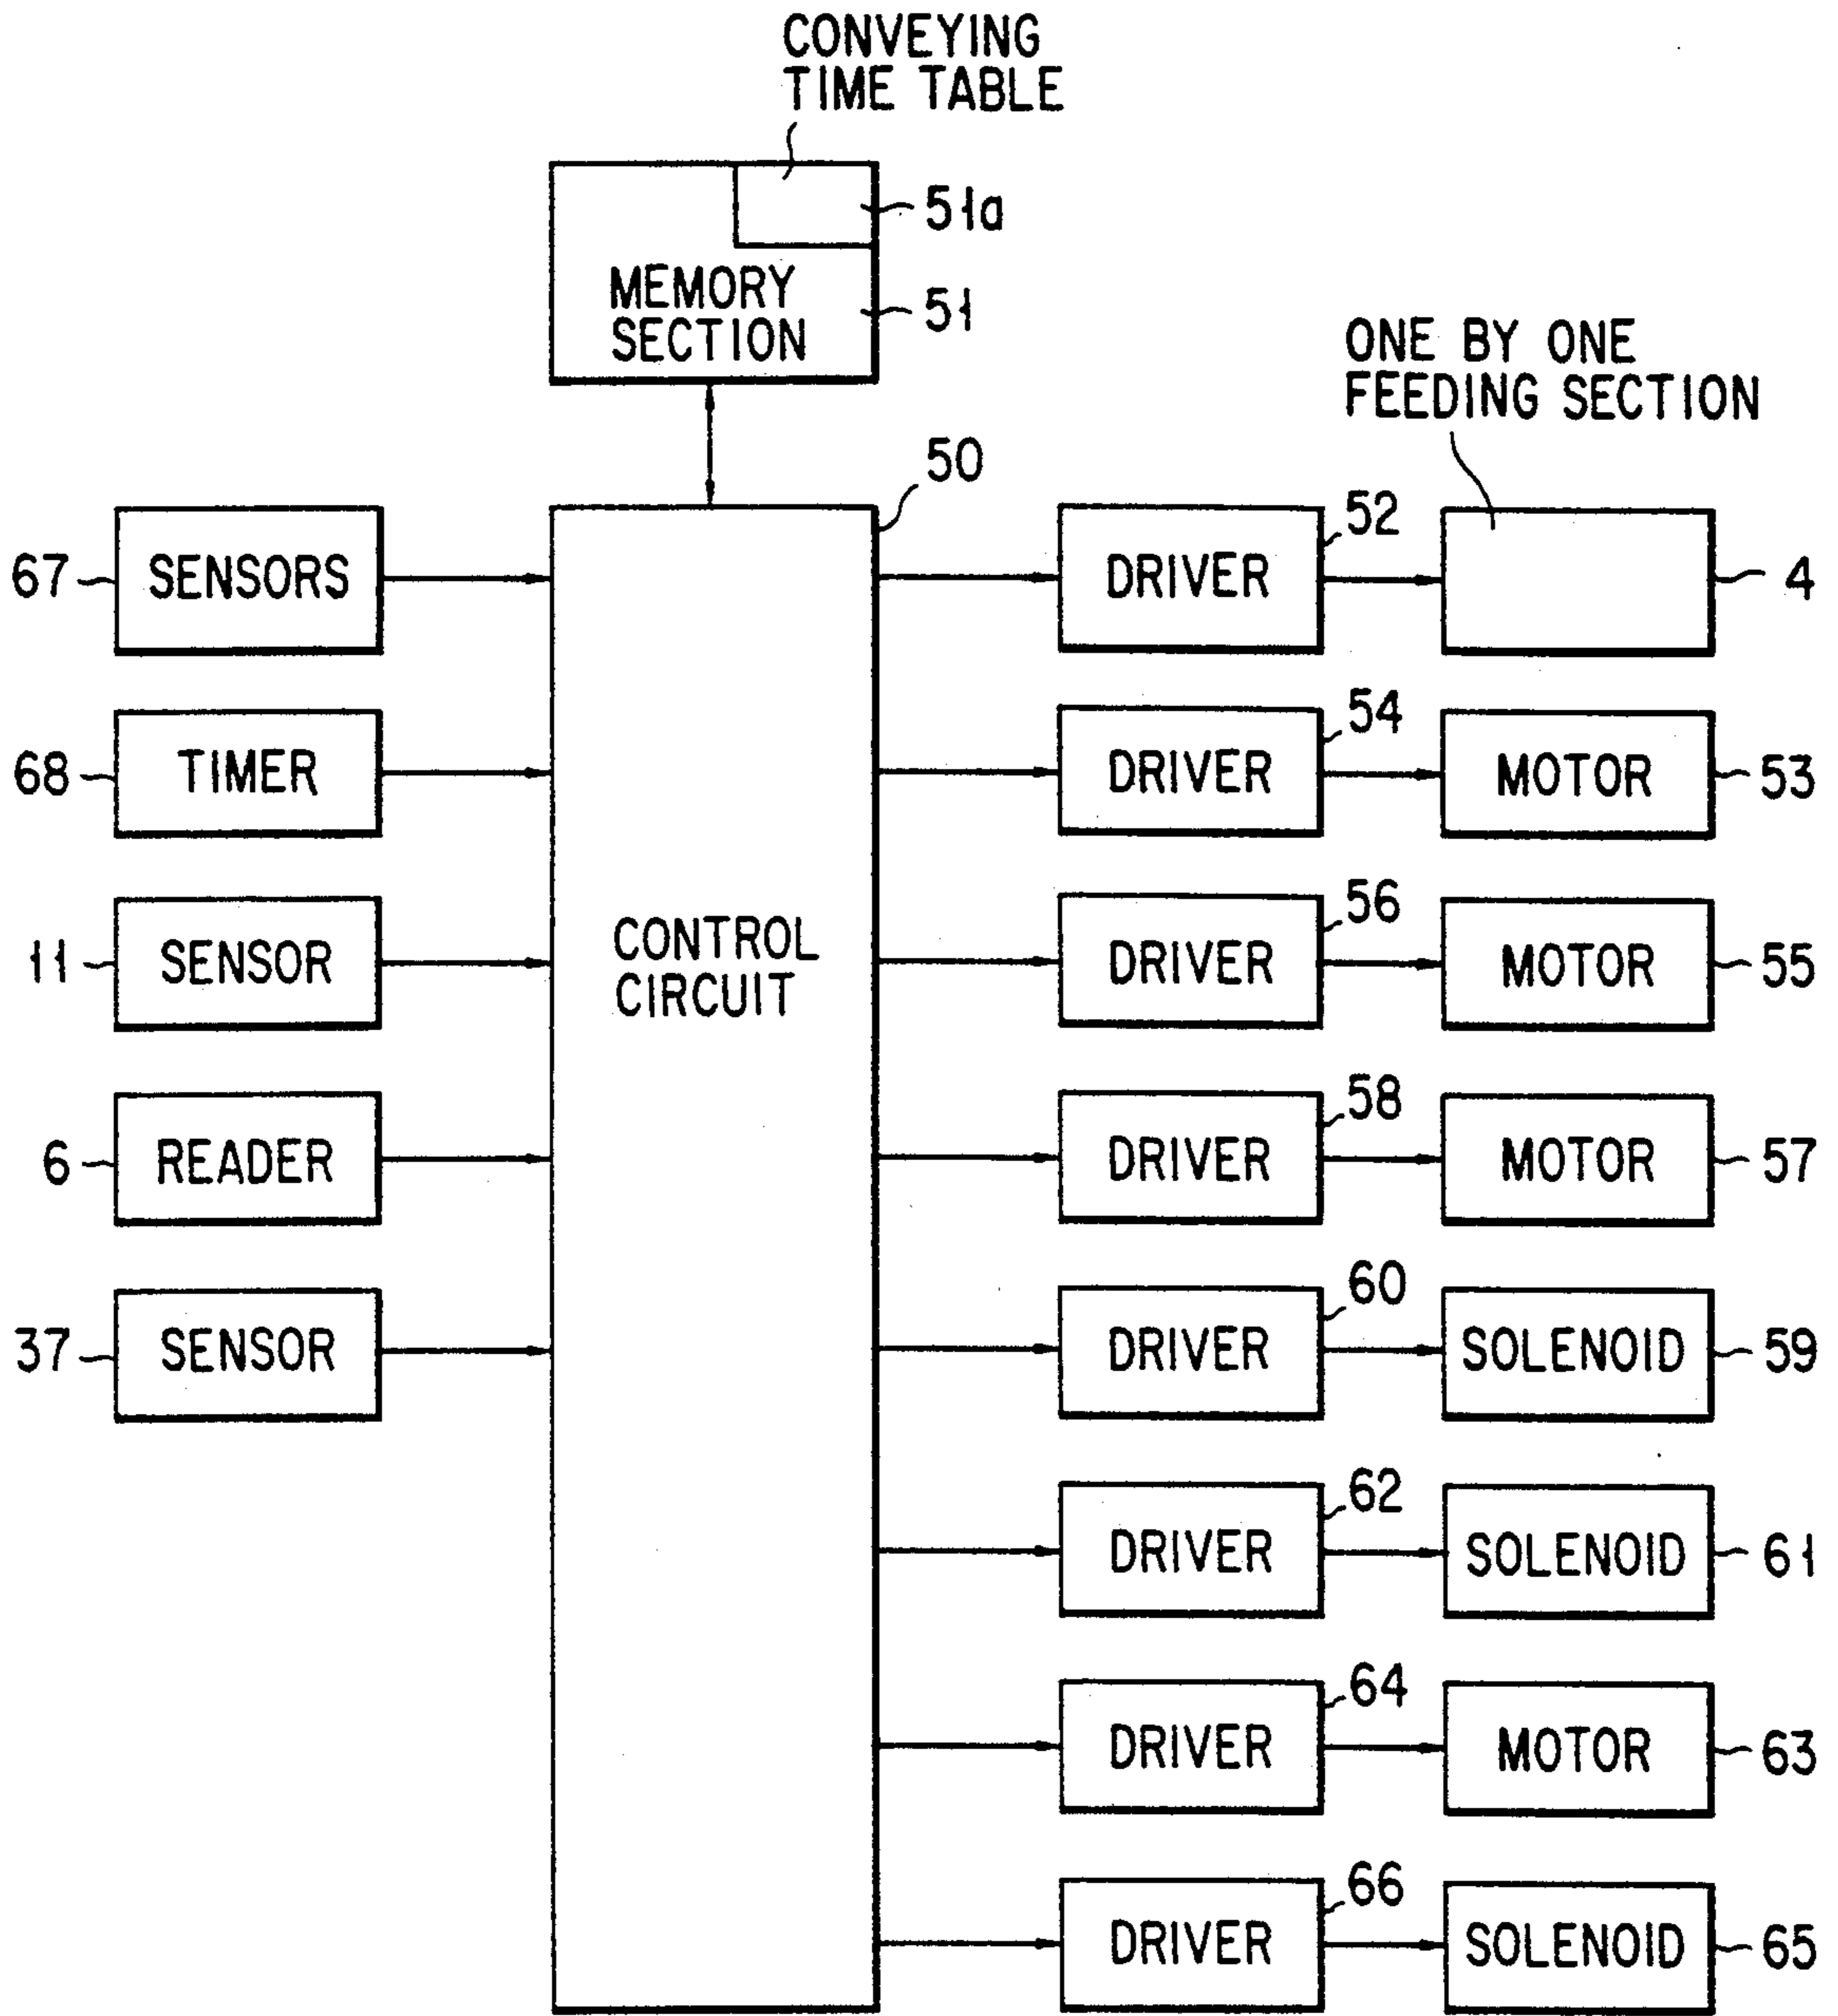 CONVEYING
TIME TABLE
51a
MEMORY
SECTION
51
ONE BY ONE
FEEDING SECTION
50
67 SENSORS
52
DRIVER
4
68 TIMER
54
DRIVER
MOTOR 53
11 SENSOR
CONTROL
CIRCUIT
56
DRIVER
MOTOR 55
6 READER
58
DRIVER
MOTOR 57
37 SENSOR
60
DRIVER
SOLENOID 59
62
DRIVER
SOLENOID 61
64
DRIVER
MOTOR 63
66
DRIVER
SOLENOID 65